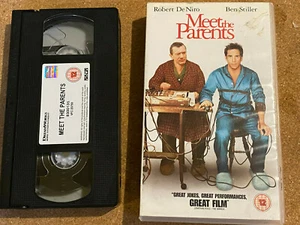 MEET THE PARENTS
12
Robert De Niro
Ben Stiller
Meet the
Parents
"GREAT JOKES, GREAT PERFORMANCES,
GREAT FILM"
12